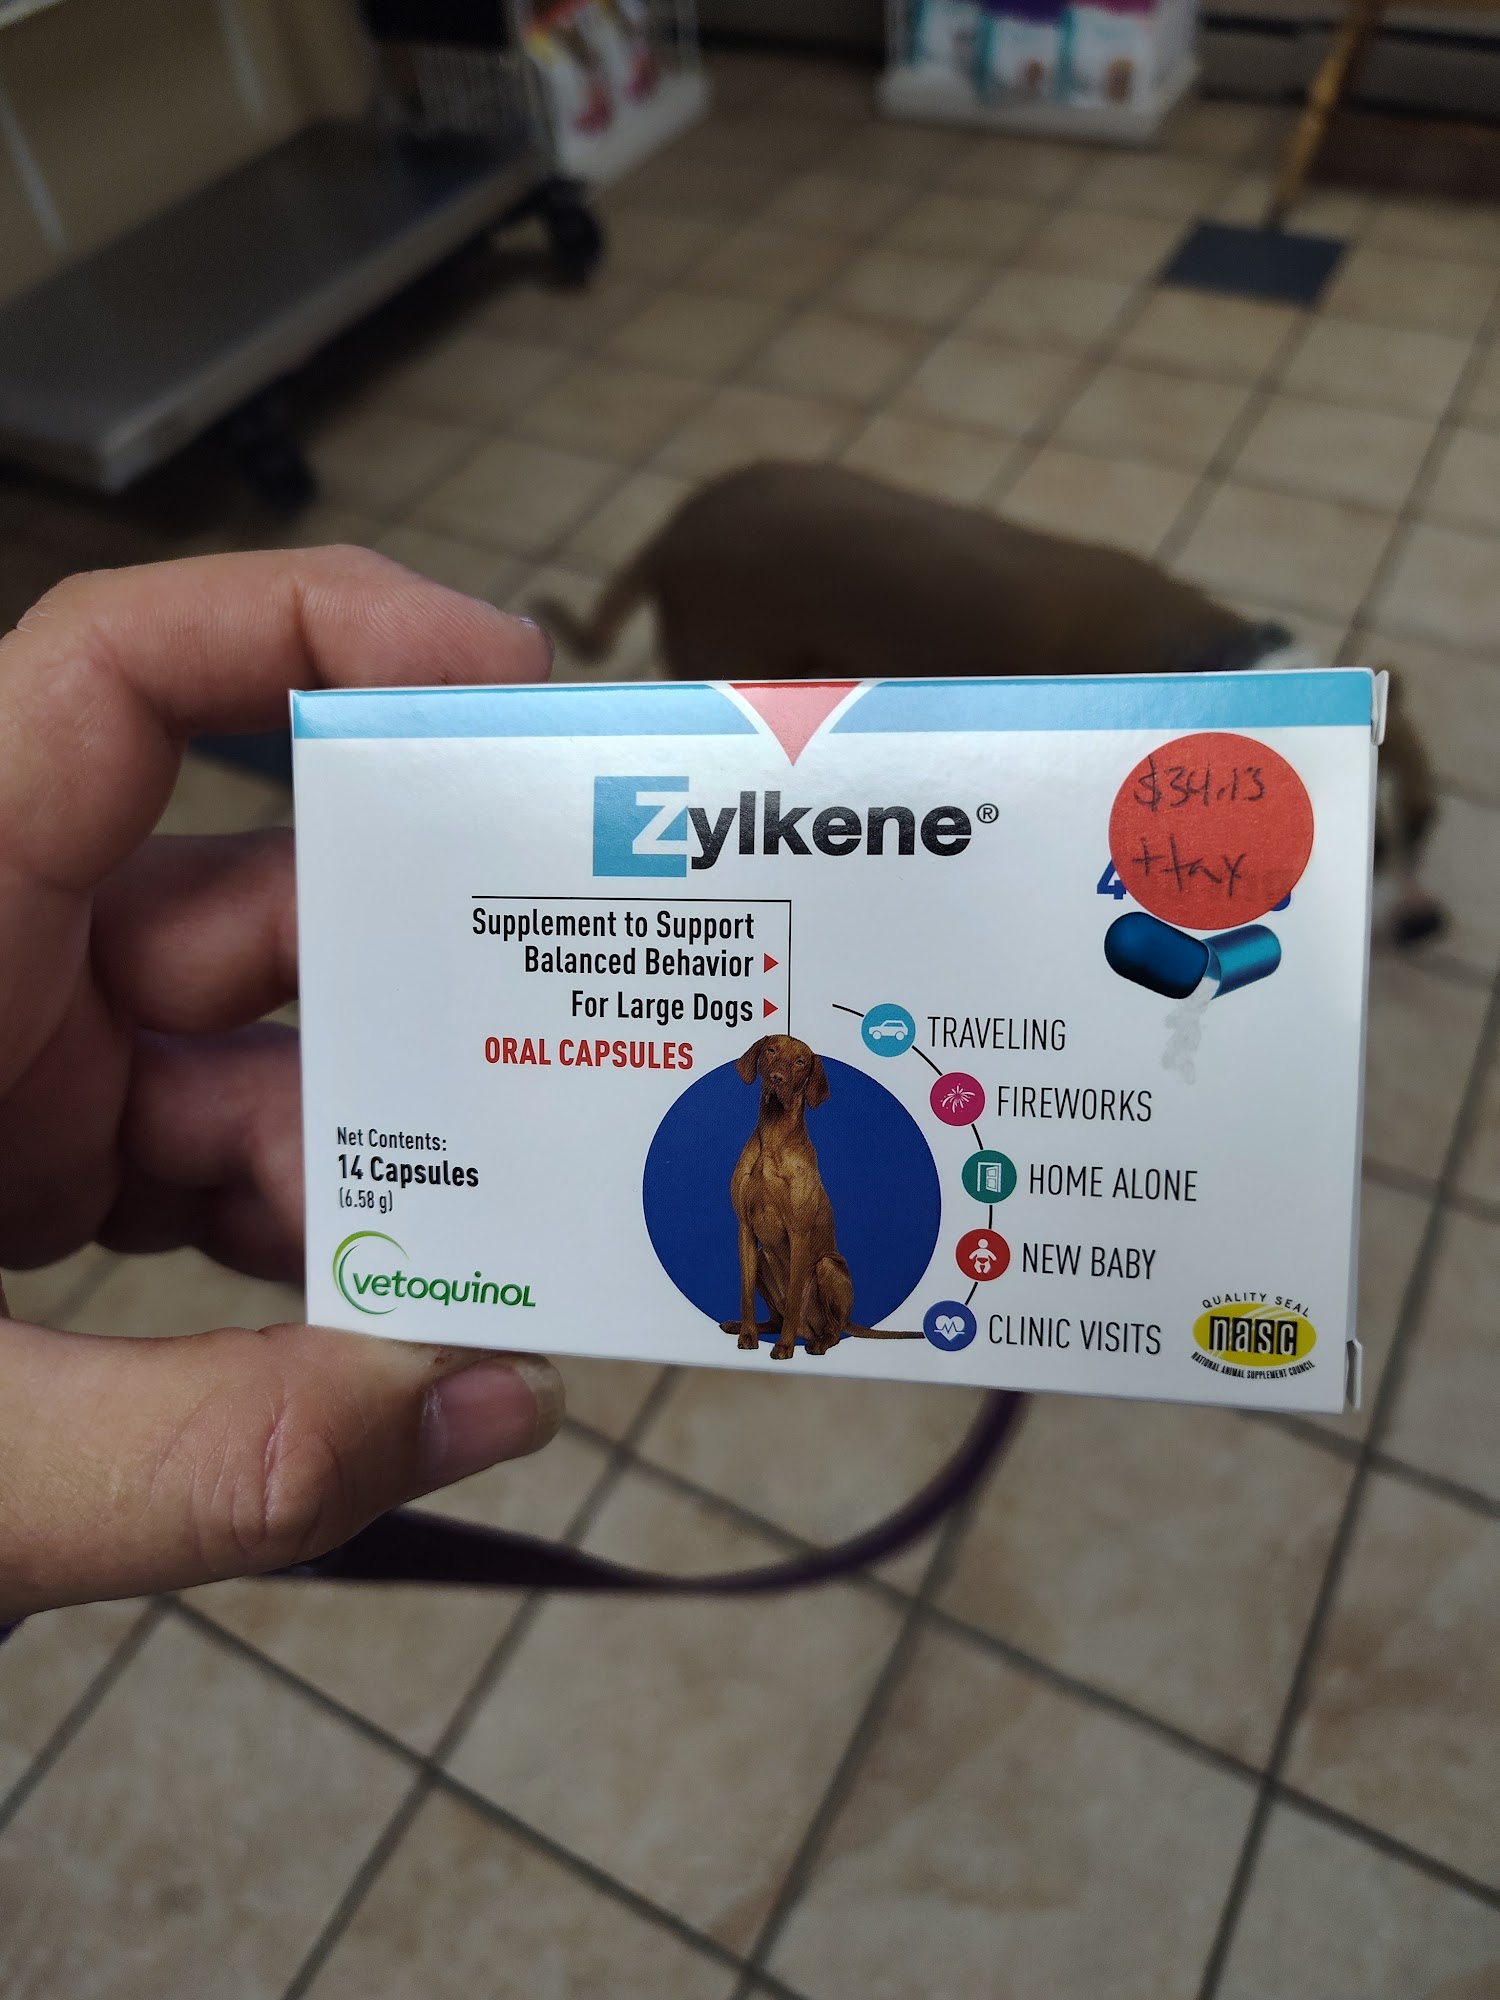 Zylkene®
$34.13
+ tax
4
Supplement to Support
Balanced Behavior
For Large Dogs
ORAL CAPSULES
TRAVELING
FIREWORKS
HOME ALONE
NEW BABY
CLINIC VISITS
Net Contents:
14 Capsules
(6.58 g)
vetoquinol
QUALITY SEAL
nasc
NATIONAL ANIMAL SUPPLEMENT COUNCIL